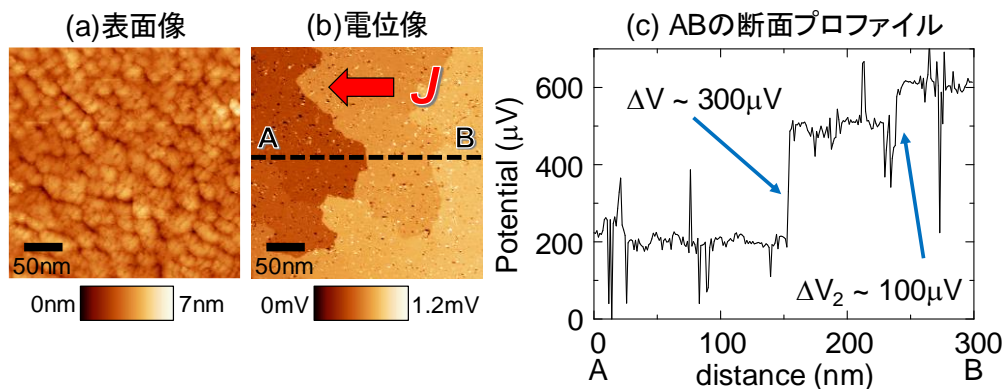 (a)表面像
(b)電位像
(c) ABの断面プロファイル
J
A
B
50nm
50nm
0nm
7nm
0mV
1.2mV
Potential (μV)
600
400
200
0
ΔV ~ 300μV
ΔV₂ ~ 100μV
0
100
200
300
A
distance (nm)
B